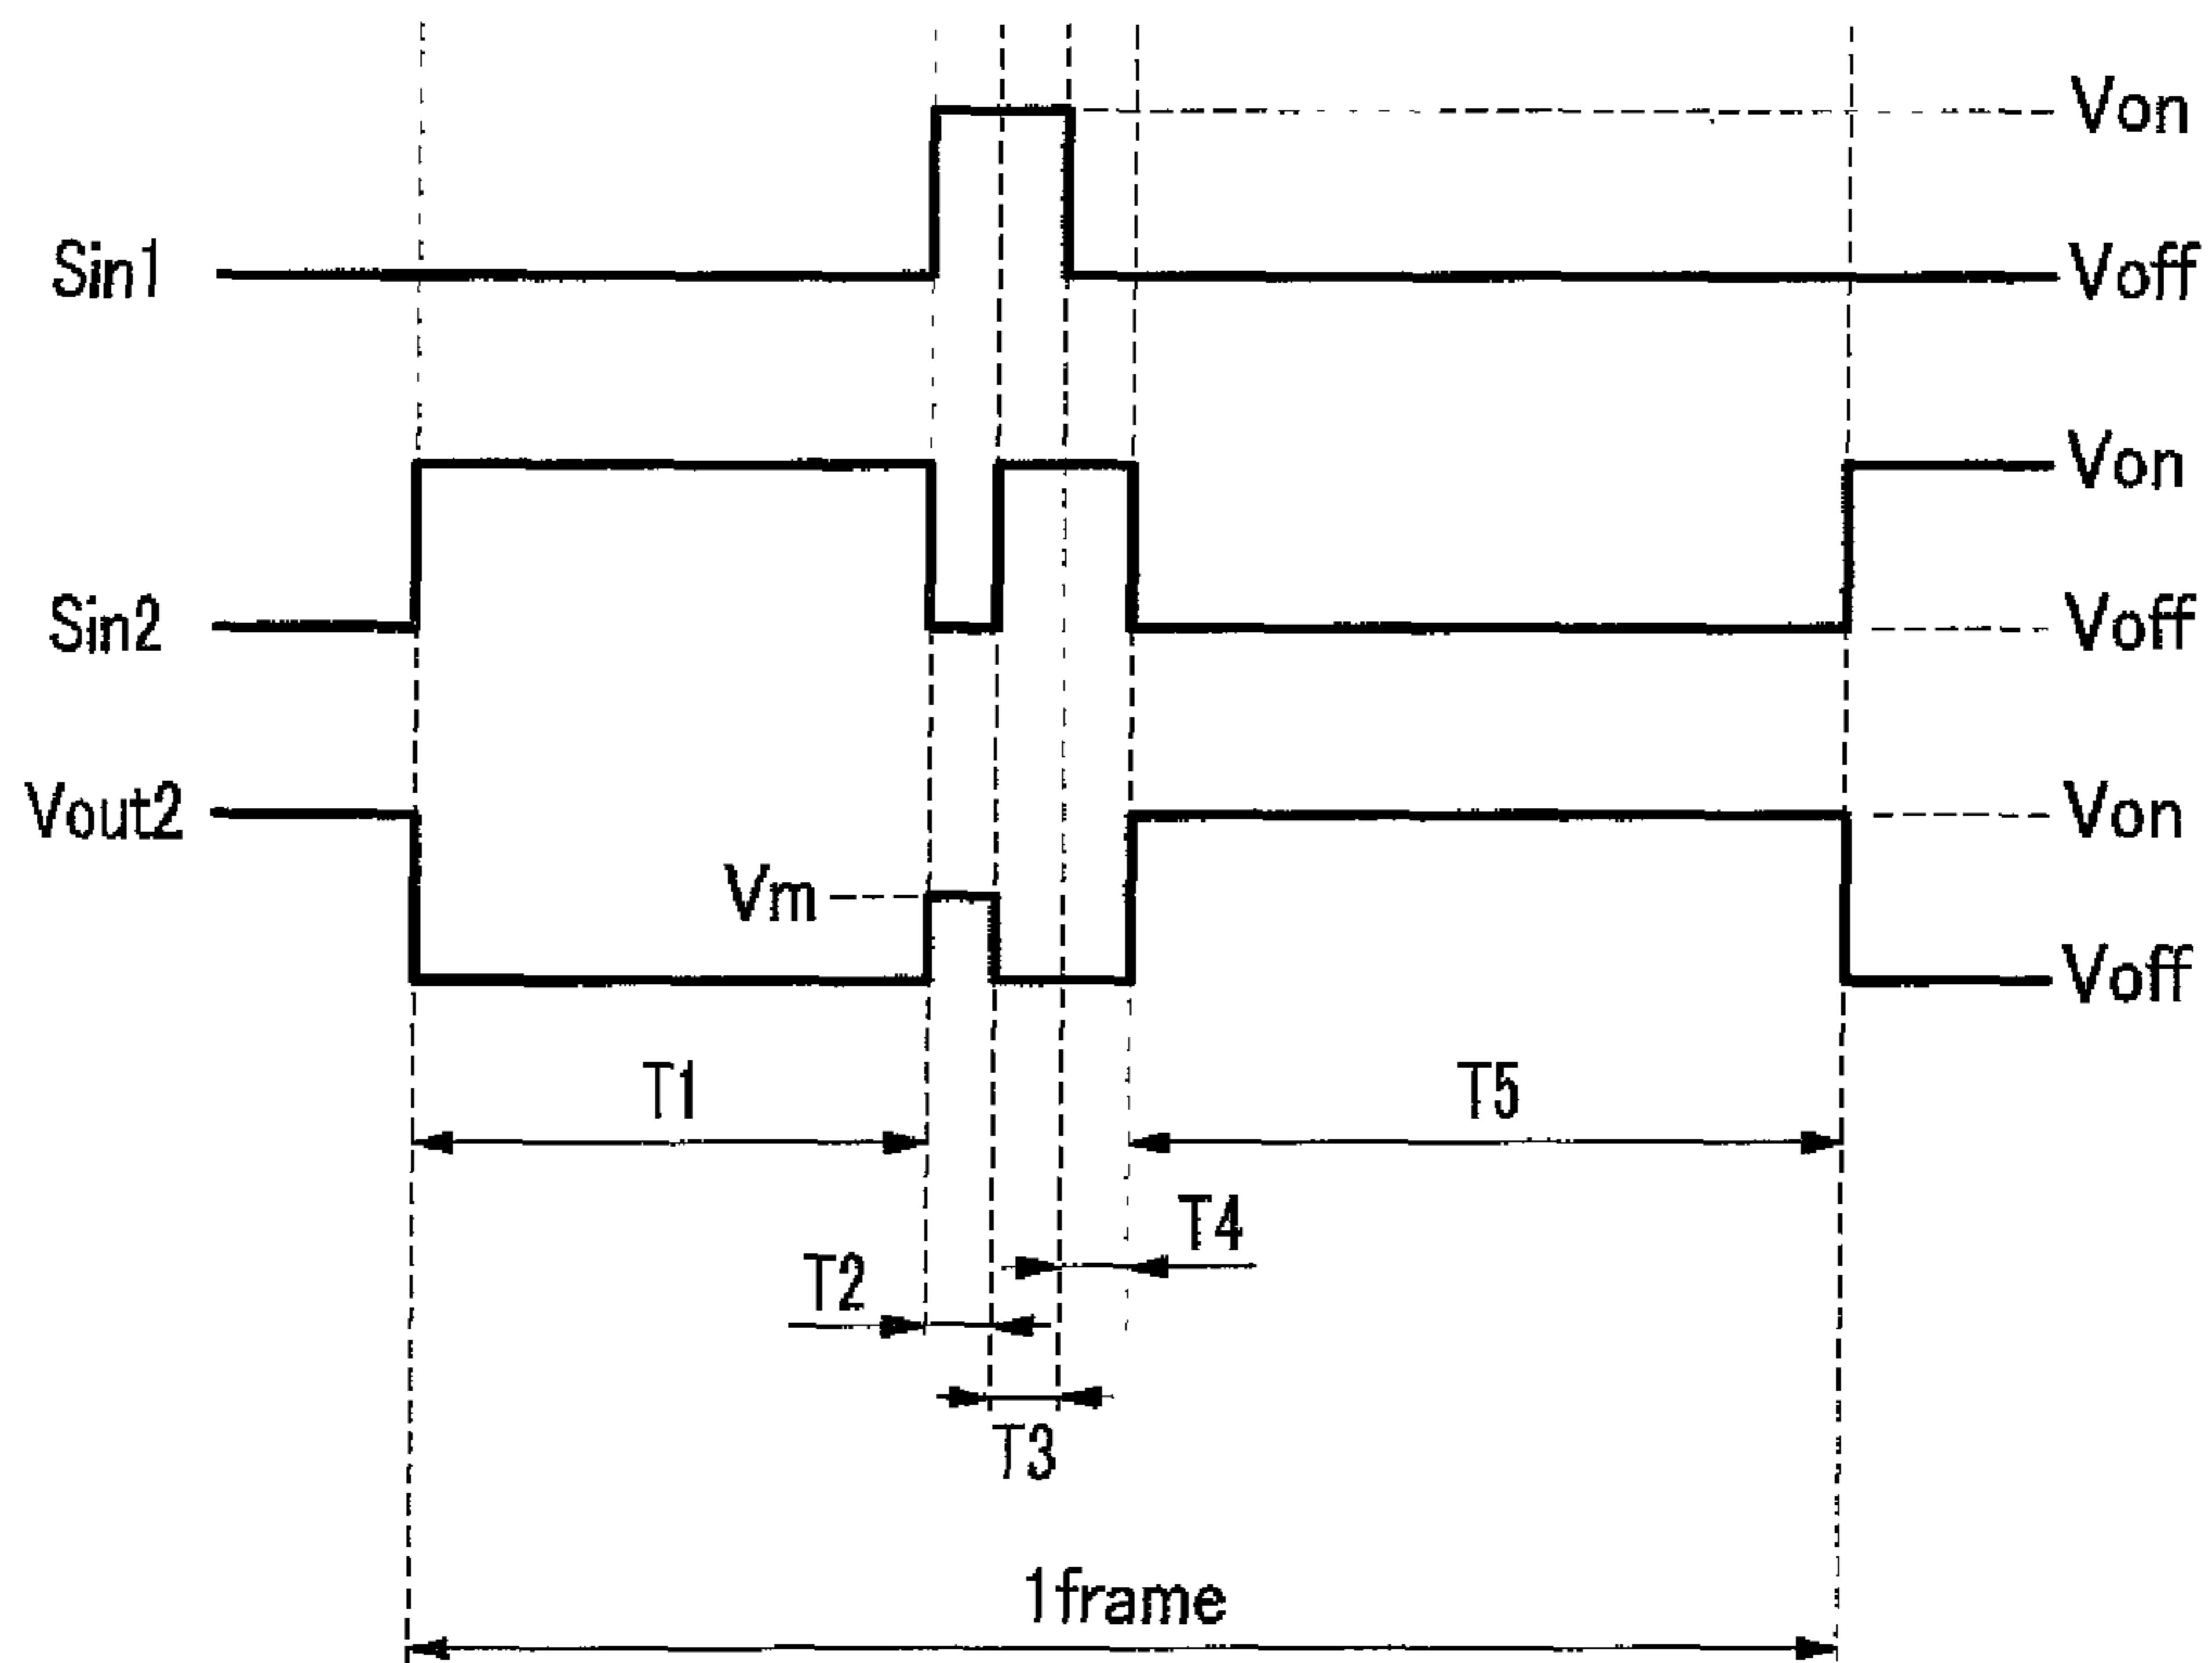 Von
Sin1
Voff
Von
Sin2
Voff
Vout2
Von
Vm
Voff
T1
T5
T4
T2
T3
1frame